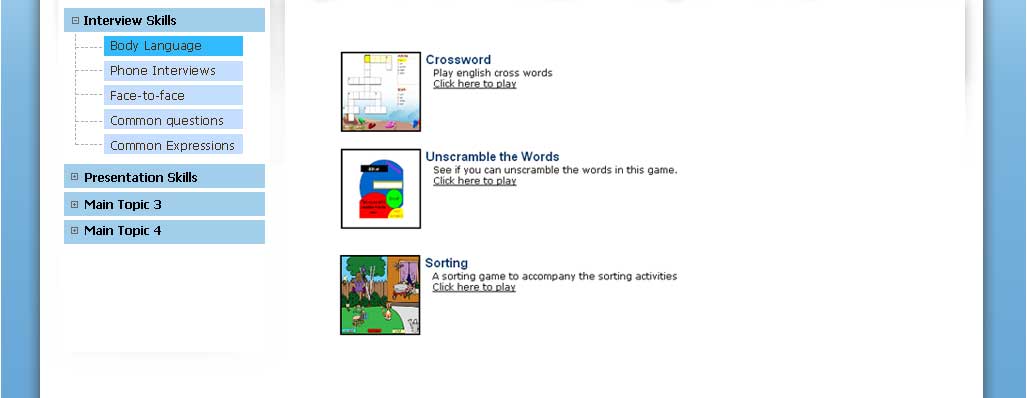 Interview Skills
Body Language
Phone Interviews
Face-to-face
Common questions
Common Expressions
Presentation Skills
Main Topic 3
Main Topic 4
Crossword
Play english cross words
Click here to play
Unscramble the Words
See if you can unscramble the words in this game.
Click here to play
Sorting
A sorting game to accompany the sorting activities
Click here to play